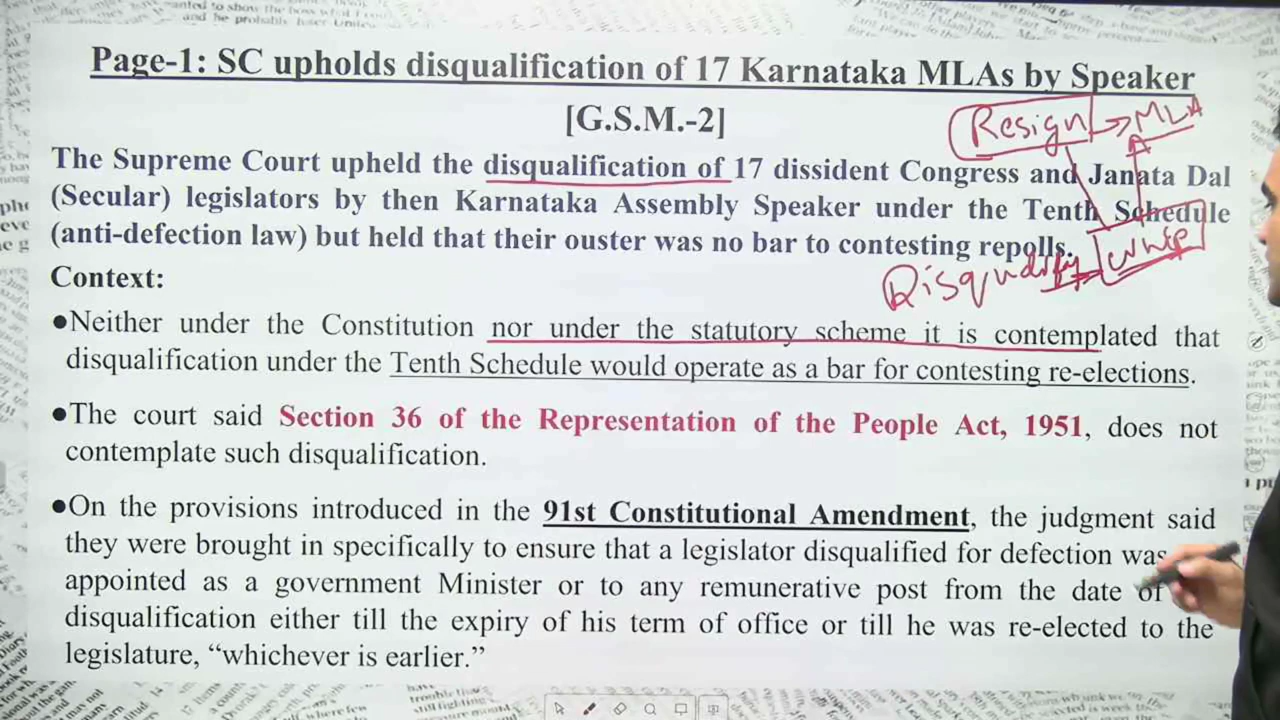 Page-1: SC upholds disqualification of 17 Karnataka MLAs by Speaker
[G.S.M.-2]
Resign → MLA
The Supreme Court upheld the disqualification of 17 dissident Congress and Janata Dal
(Secular) legislators by then Karnataka Assembly Speaker under the Tenth Schedule
(anti-defection law) but held that their ouster was no bar to contesting repolls.
Disqualify Whip
Context:
●Neither under the Constitution nor under the statutory scheme it is contemplated that
disqualification under the Tenth Schedule would operate as a bar for contesting re-elections.
●The court said Section 36 of the Representation of the People Act, 1951, does not
contemplate such disqualification.
●On the provisions introduced in the 91st Constitutional Amendment, the judgment said
they were brought in specifically to ensure that a legislator disqualified for defection was
appointed as a government Minister or to any remunerative post from the date of
disqualification either till the expiry of his term of office or till he was re-elected to the
legislature, “whichever is earlier.”